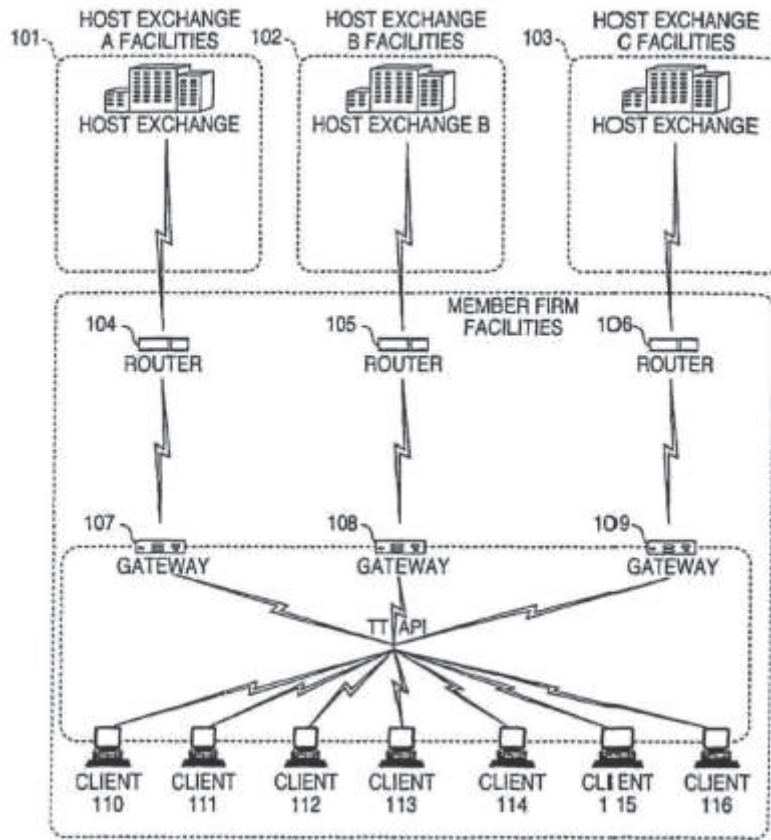 HOST EXCHANGE
A FACILITIES
101
HOST EXCHANGE
HOST EXCHANGE
B FACILITIES
102
HOST EXCHANGE B
HOST EXCHANGE
C FACILITIES
103
HOST EXCHANGE
MEMBER FIRM
FACILITIES
104
ROUTER
105
ROUTER
106
ROUTER
107
GATEWAY
108
GATEWAY
109
GATEWAY
TT API
CLIENT
110
CLIENT
111
CLIENT
112
CLIENT
113
CLIENT
114
CLIENT
115
CLIENT
116